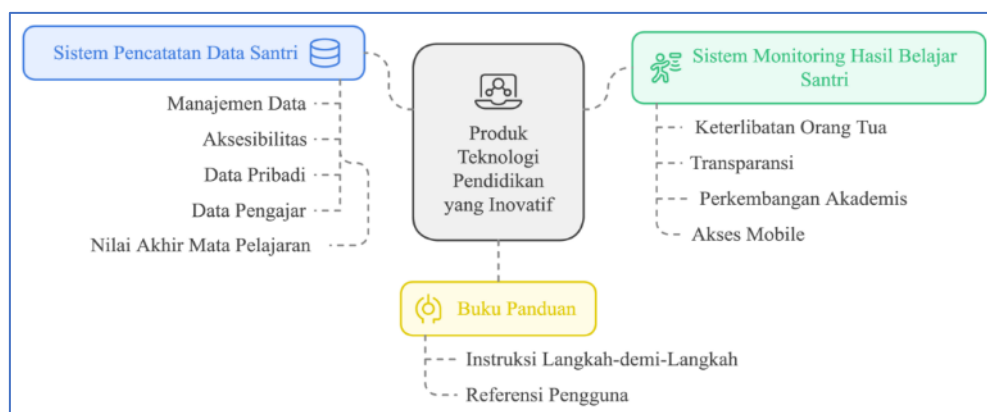 Sistem Pencatatan Data Santri
Manajemen Data
Aksesibilitas
Data Pribadi
Data Pengajar
Nilai Akhir Mata Pelajaran
Produk
Teknologi
Pendidikan
yang Inovatif
Sistem Monitoring Hasil Belajar
Santri
Keterlibatan Orang Tua
Transparansi
Perkembangan Akademis
Akses Mobile
Buku Panduan
Instruksi Langkah-demi-Langkah
Referensi Pengguna